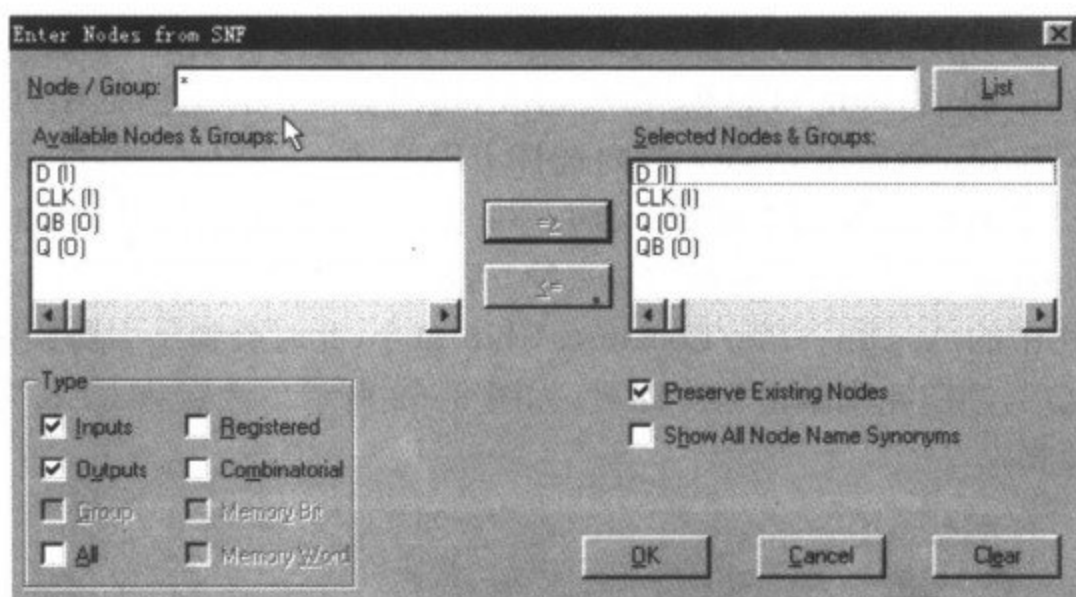 Enter Nodes from SNF
Node / Group: *
List
Available Nodes & Groups:
D (I)
CLK (I)
QB (O)
Q (O)
=>
<=
Selected Nodes & Groups:
D (I)
CLK (I)
Q (O)
QB (O)
Type
Inputs
Registered
Outputs
Combinatorial
Group
Memory Bit
All
Memory Word
Preserve Existing Nodes
Show All Node Name Synonyms
OK
Cancel
Clear